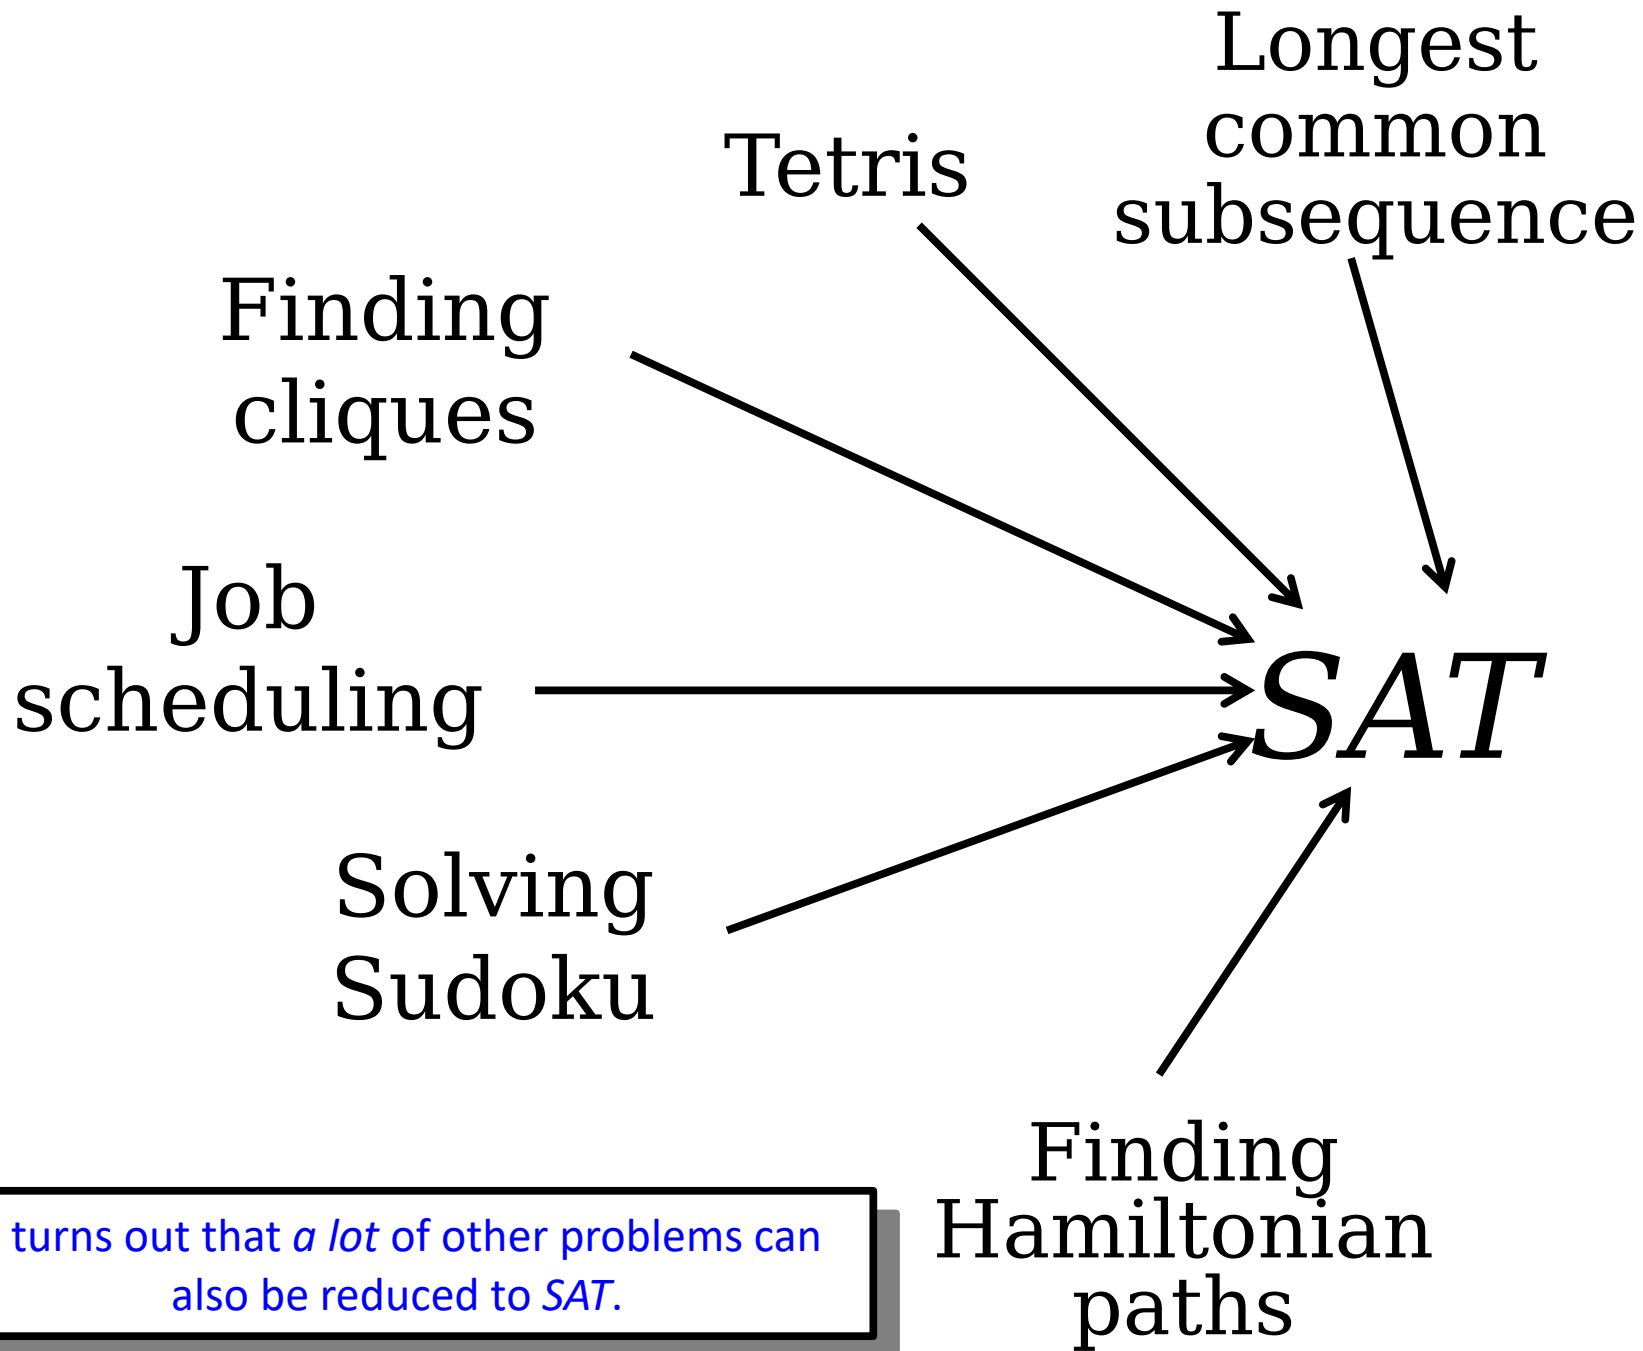 Longest
common
subsequence
Tetris
Finding
cliques
Job
scheduling
SAT
Solving
Sudoku
Finding
Hamiltonian
paths
turns out that a lot of other problems can
also be reduced to SAT.